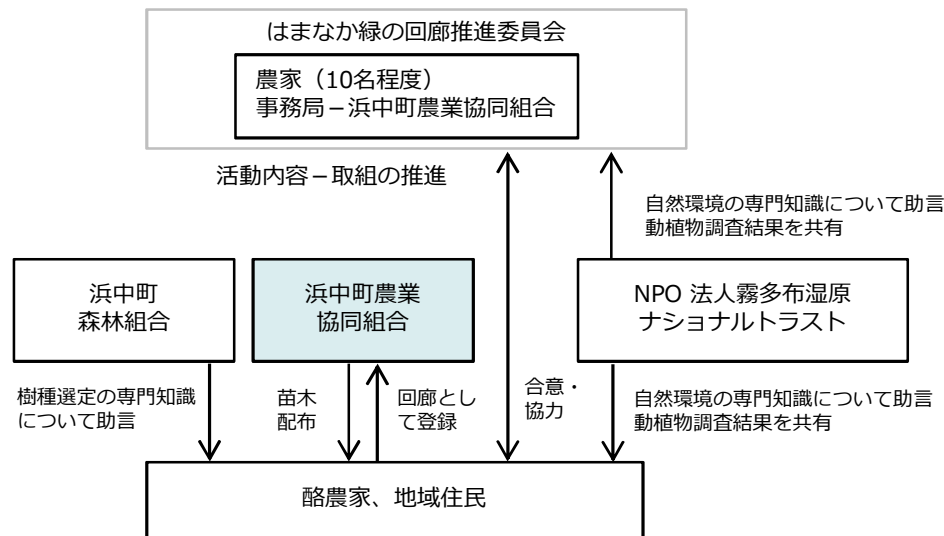 はまなか緑の回廊推進委員会
農家（10名程度）
事務局－浜中町農業協同組合
活動内容－取組の推進
自然環境の専門知識について助言
動植物調査結果を共有
浜中町
森林組合
浜中町農業
協同組合
NPO 法人霧多布湿原
ナショナルトラスト
樹種選定の専門知識
について助言
苗木
配布
回廊とし
て登録
合意・
協力
自然環境の専門知識について助言
動植物調査結果を共有
酪農家、地域住民